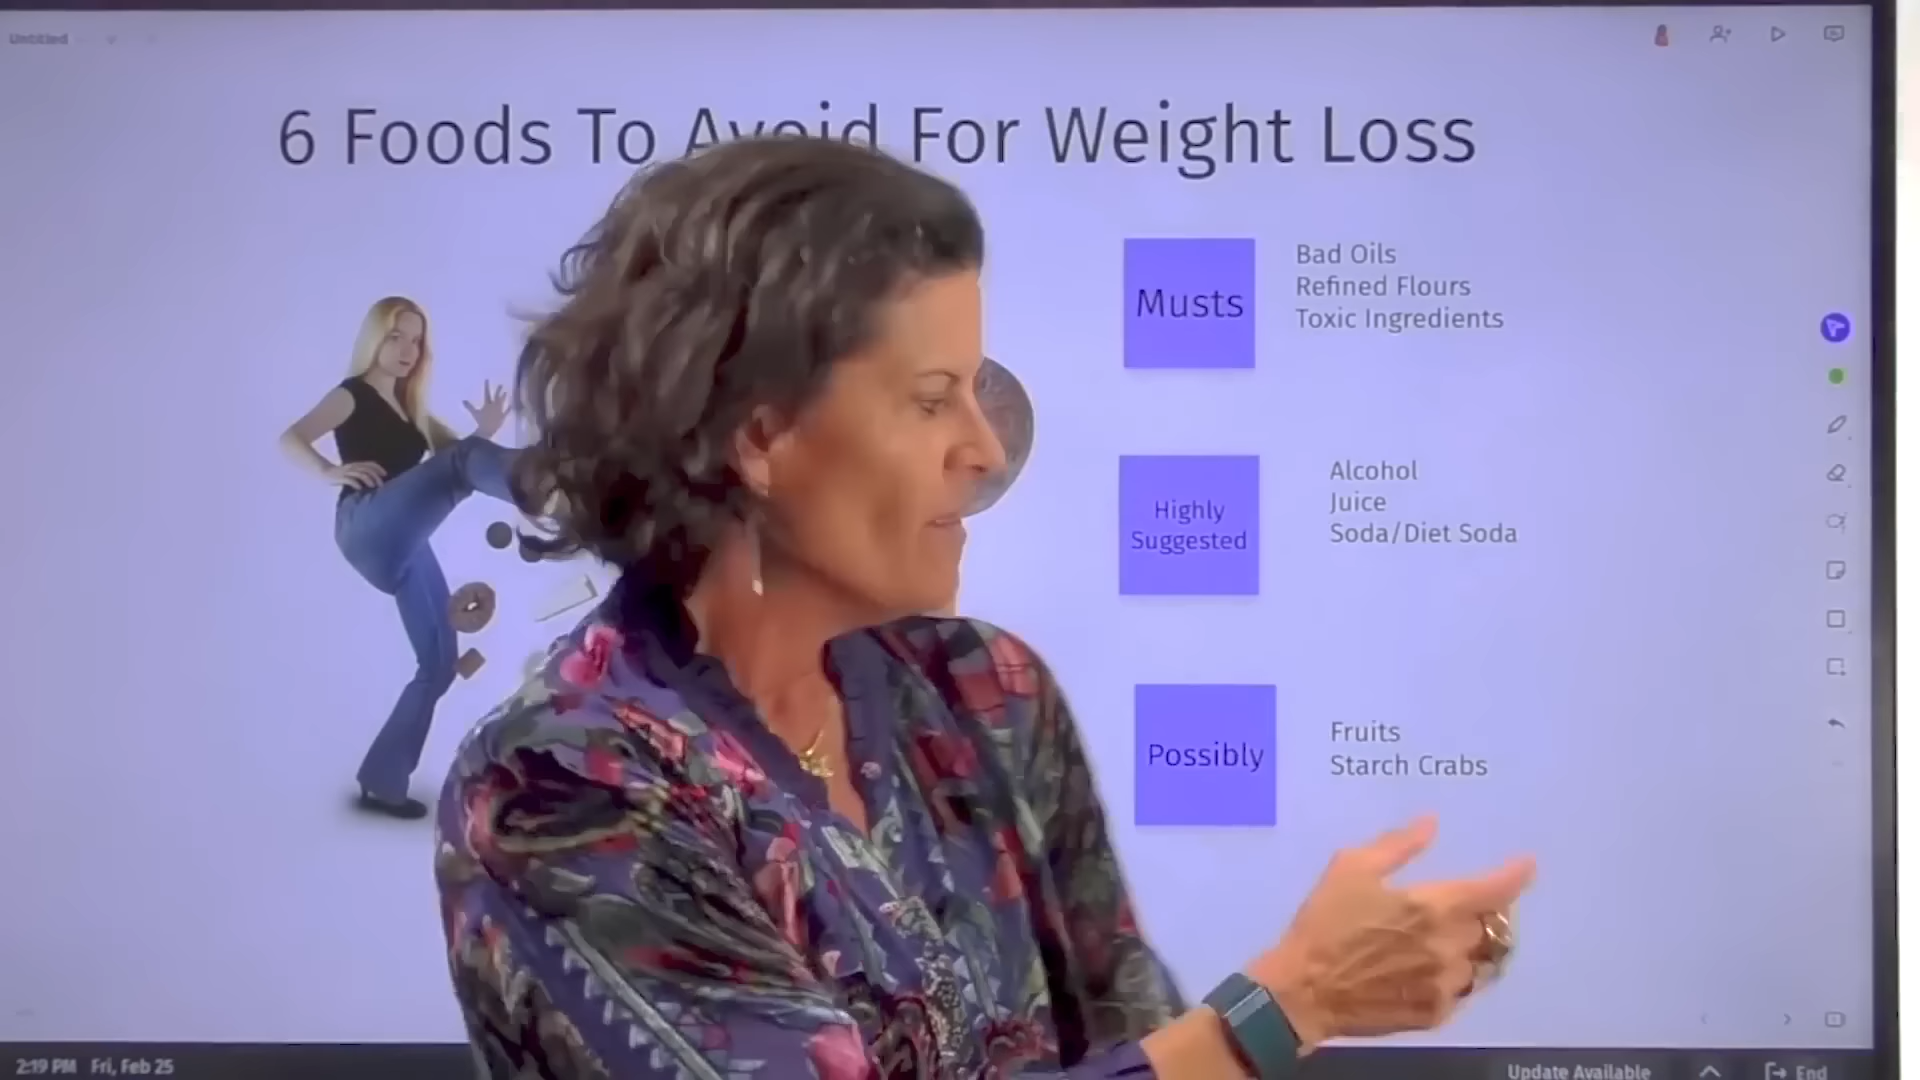 Untitled
6 Foods To Avoid For Weight Loss
Musts
Bad Oils
Refined Flours
Toxic Ingredients
Highly
Suggested
Alcohol
Juice
Soda/Diet Soda
Possibly
Fruits
Starch Crabs
2:19 PM Fri, Feb 25
Update Available
End